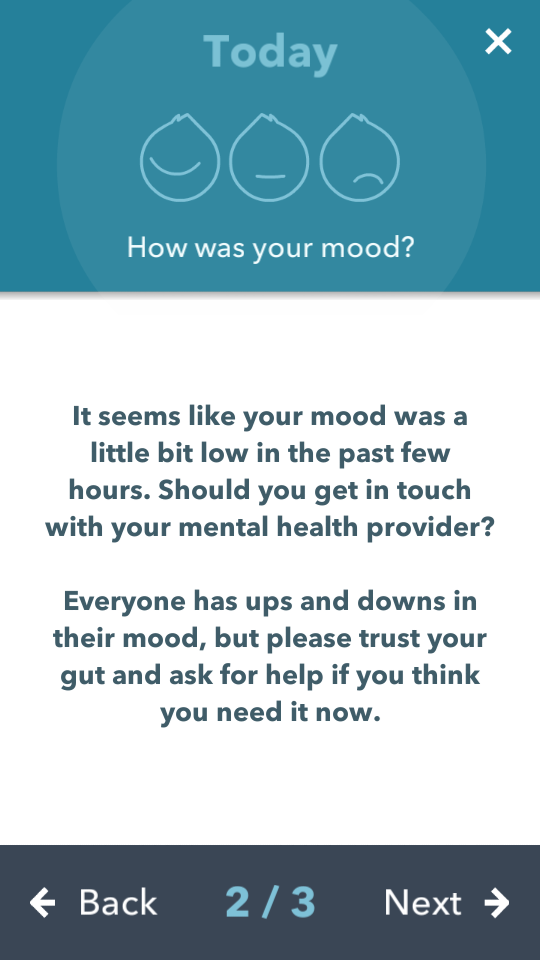 Today
How was your mood?
It seems like your mood was a
little bit low in the past few
hours. Should you get in touch
with your mental health provider?
Everyone has ups and downs in
their mood, but please trust your
gut and ask for help if you think
you need it now.
Back 2 / 3 Next